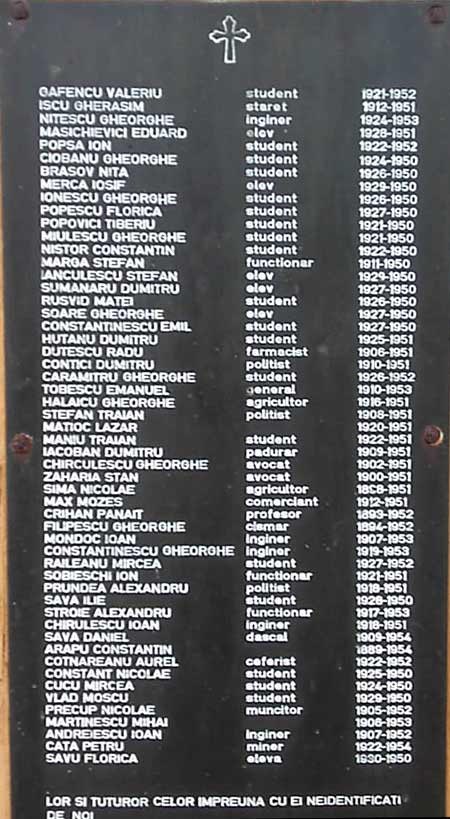 GAFENCU VALERIU student 1921-1952
ISCU GHERASIM staret 1912-1951
NITESCU GHEORGHE inginer 1924-1953
MASICHIEVICI EDUARD elev 1928-1951
POPSA ION student 1922-1952
CIOBANU GHEORGHE student 1924-1950
BRASOV NITA student 1926-1950
MERCA IOSIF elev 1929-1950
IONESCU GHEORGHE student 1926-1950
POPESCU FLORICA student 1927-1950
POPOVICI TIBERIU student 1921-1950
MIULESCU GHEORGHE student 1921-1950
NISTOR CONSTANTIN student 1922-1950
MARGA STEFAN functionar 1911-1950
IANCULESCU STEFAN elev 1929-1950
SUMANARU DUMITRU elev 1927-1950
RUSVID MATEI student 1926-1950
SOARE GHEORGHE elev 1927-1950
CONSTANTINESCU EMIL student 1927-1950
HUTANU DUMITRU student 1925-1951
DUTESCU RADU farmacist 1906-1951
CONTICI DUMITRU politist 1910-1951
CARAMITRU GHEORGHE student 1926-1952
TOBESCU EMANUEL general 1910-1953
HALAICU GHEORGHE agricultor 1916-1951
STEFAN TRAIAN politist 1908-1951
MATIOC LAZAR 1920-1951
MANIU TRAIAN student 1922-1951
IACOBAN DUMITRU padurar 1909-1951
CHIRCULESCU GHEORGHE avocat 1902-1951
ZAHARIA STAN avocat 1900-1951
SIMA NICOLAE agricultor
MAX MOZES comerciant 1912-1951
CRIHAN PANAIT profesor 1893-1952
FILIPESCU GHEORGHE cismar 1894-1952
MONDOC IOAN inginer 1907-1953
CONSTANTINESCU GHEORGHE inginer 1919-1953
RAILEANU MIRCEA student 1927-1952
SOBIESCHI ION functionar 1921-1951
PRUNDEA ALEXANDRU politist 1918-1951
SAVA ILIE student 1928-1950
STROIE ALEXANDRU functionar 1917-1953
CHIRULESCU IOAN inginer 1918-1951
SAVA DANIEL dascal 1909-1954
ARAPU CONSTANTIN 1889-1954
COTNAREANU AUREL ceferist 1922-1952
CONSTANT NICOLAE student 1925-1950
CUCU MIRCEA student 1924-1950
VLAD MOSCU student 1929-1950
PRECUP NICOLAE muncitor 1905-1952
MARTINESCU MIHAI 1906-1953
ANDREIESCU IOAN inginer 1907-1952
CATA PETRU miner 1922-1954
SAVU FLORICA eleva 1930-1950
LOR SI TUTUROR CELOR IMPREUNA CU EI NEIDENTIFICATI
DE NOI